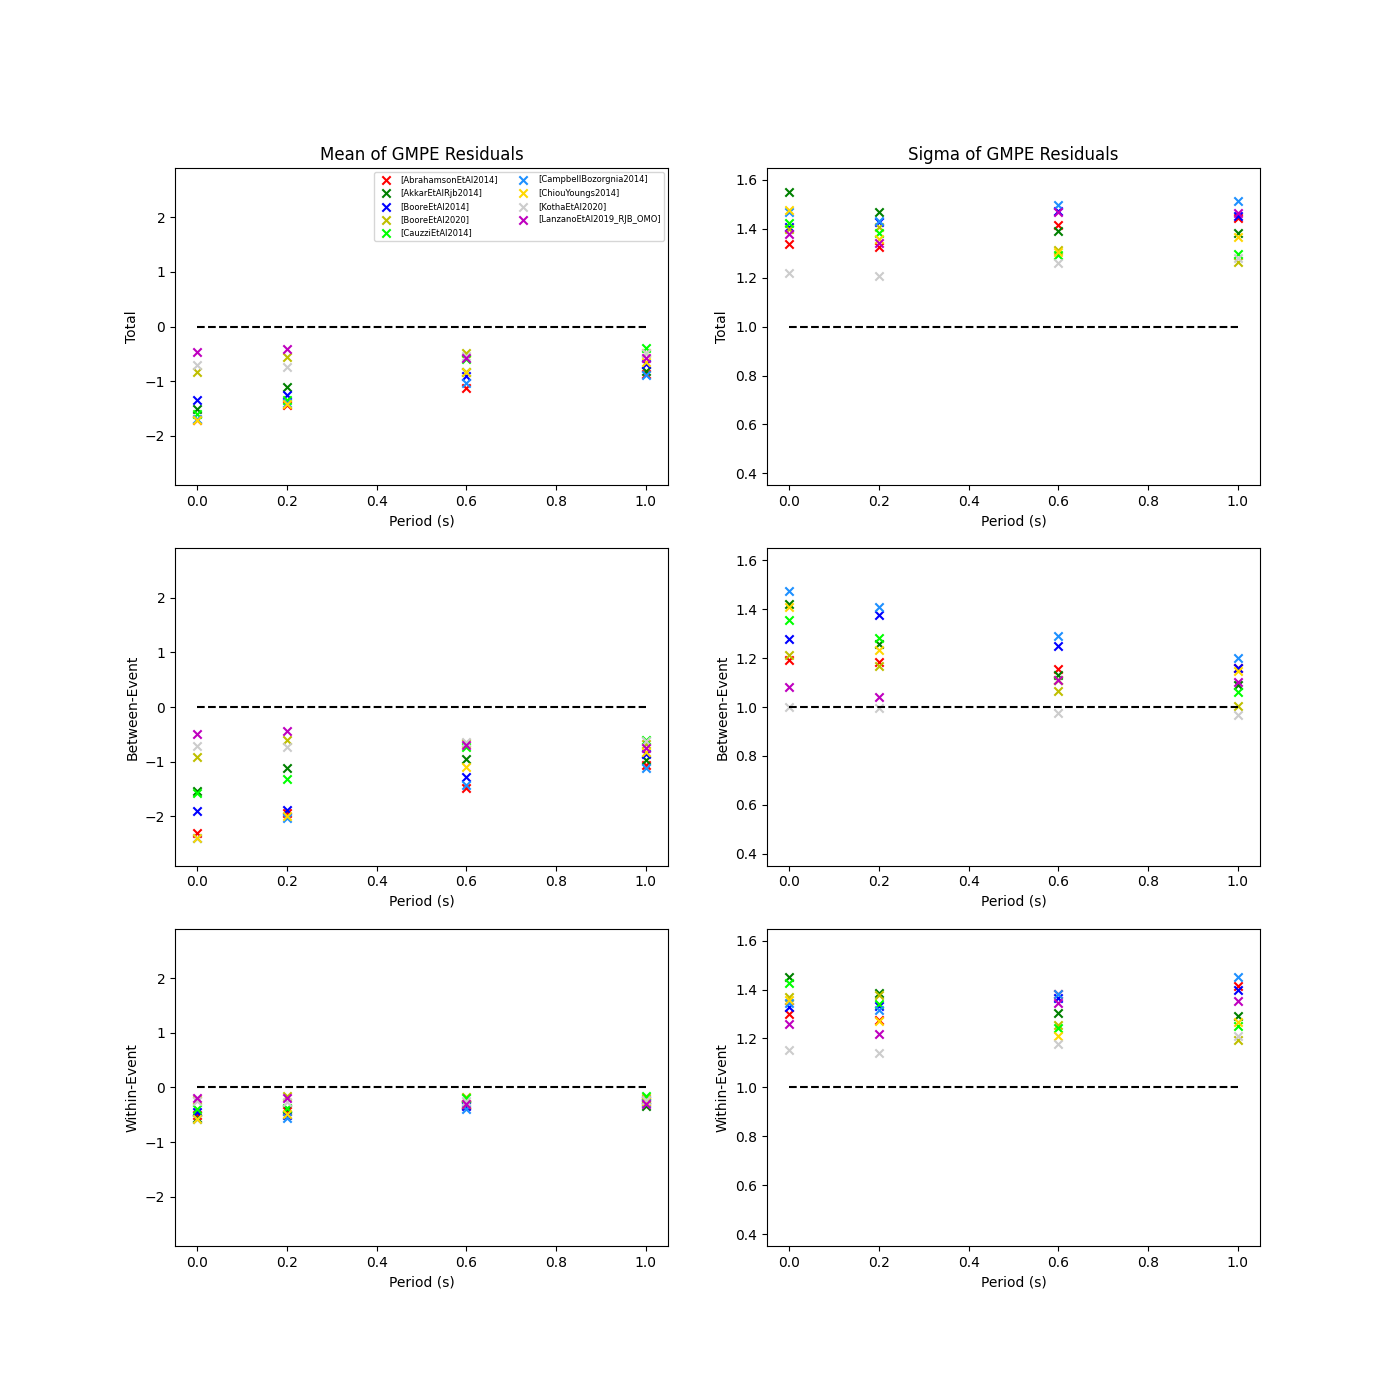 Mean of GMPE Residuals
Sigma of GMPE Residuals
[AbrahamsonEtAl2014]
[AkkarEtAlRjb2014]
[BooreEtAl2014]
[BooreEtAl2020]
[CauzziEtAl2014]
[CampbellBozorgnia2014]
[ChiouYoungs2014]
[KothaEtAl2020]
[LanzanoEtAl2019_RJB_OMO]
Total
2
1
0
−1
−2
0.0 0.2 0.4 0.6 0.8 1.0
Period (s)
Total
1.6
1.4
1.2
1.0
0.8
0.6
0.4
0.0 0.2 0.4 0.6 0.8 1.0
Period (s)
Between-Event
2
1
0
−1
−2
0.0 0.2 0.4 0.6 0.8 1.0
Period (s)
Between-Event
1.6
1.4
1.2
1.0
0.8
0.6
0.4
0.0 0.2 0.4 0.6 0.8 1.0
Period (s)
Within-Event
2
1
0
−1
−2
0.0 0.2 0.4 0.6 0.8 1.0
Period (s)
Within-Event
1.6
1.4
1.2
1.0
0.8
0.6
0.4
0.0 0.2 0.4 0.6 0.8 1.0
Period (s)